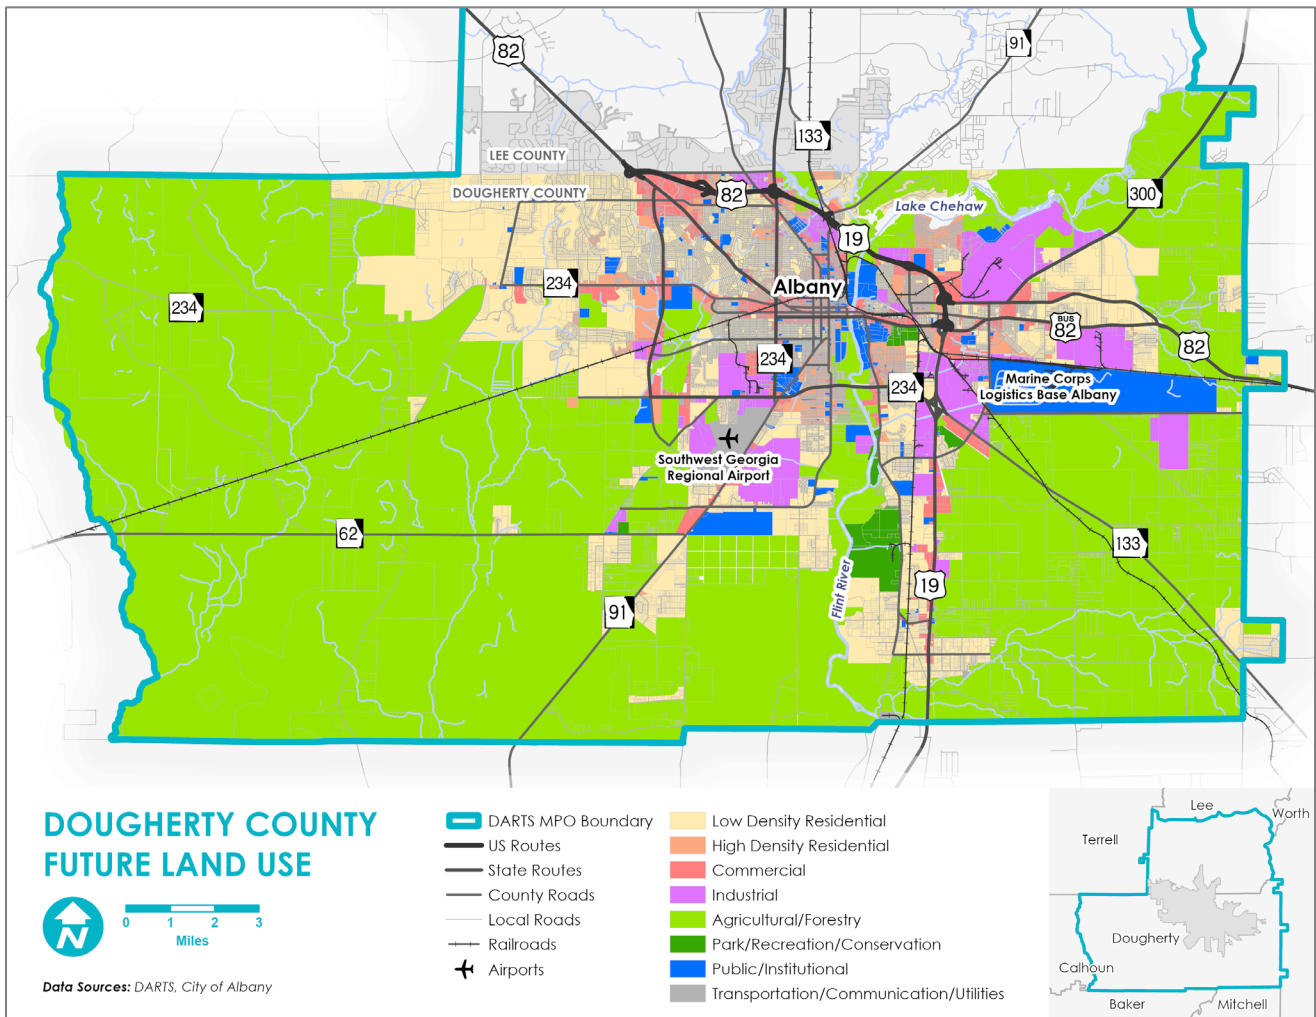 82
91
133
LEE COUNTY
DOUGHERTY COUNTY
82
300
Lake Chehaw
19
234
234
Albany
BUS
82
82
234
234
Marine Corps
Logistics Base Albany
Southwest Georgia
Regional Airport
62
133
91
Flint River
19
DOUGHERTY COUNTY
FUTURE LAND USE
N
0 1 2 3
Miles
Data Sources: DARTS, City of Albany
DARTS MPO Boundary
US Routes
State Routes
County Roads
Local Roads
Railroads
Airports
Low Density Residential
High Density Residential
Commercial
Industrial
Agricultural/Forestry
Park/Recreation/Conservation
Public/Institutional
Transportation/Communication/Utilities
Lee
Worth
Terrell
Dougherty
Calhoun
Baker
Mitchell